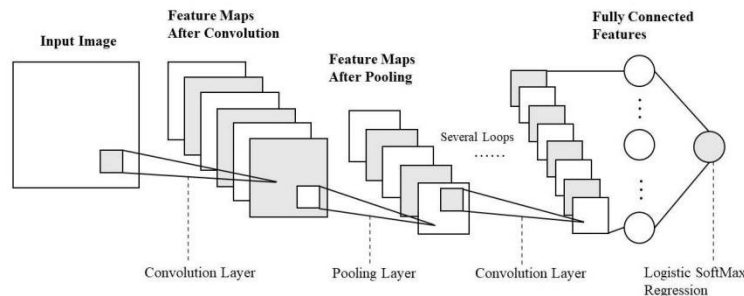 Input Image
Feature Maps
After Convolution
Feature Maps
After Pooling
Fully Connected
Features
Several Loops
......
Convolution Layer
Pooling Layer
Convolution Layer
Logistic SoftMax
Regression